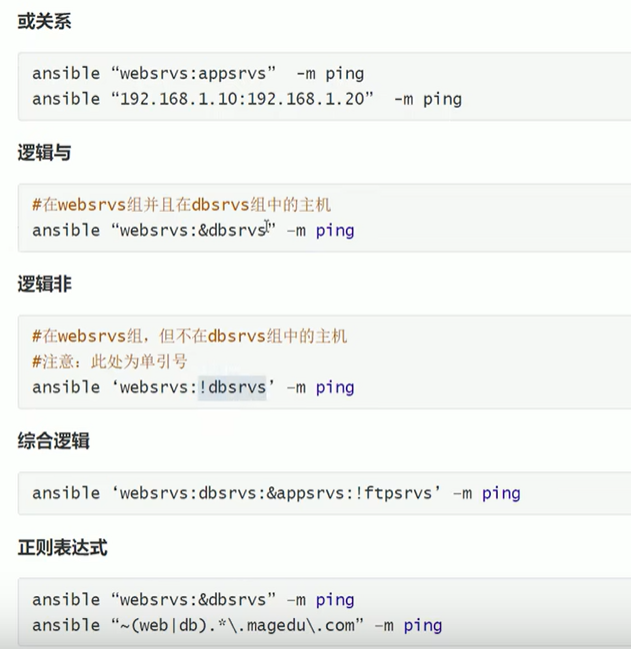 或关系
ansible “websrvs:appsrvs”  -m ping
ansible “192.168.1.10:192.168.1.20”  -m ping
逻辑与
#在websrvs组并且在dbsrvs组中的主机
ansible “websrvs:&dbsrvs” –m ping
逻辑非
#在websrvs组，但不在dbsrvs组中的主机
#注意：此处为单引号
ansible ‘websrvs:!dbsrvs’ –m ping
综合逻辑
ansible ‘websrvs:dbsrvs:&appsrvs:!ftpsrvs’ –m ping
正则表达式
ansible “websrvs:&dbsrvs” –m ping
ansible “~(web|db).*\.magedu\.com” –m ping